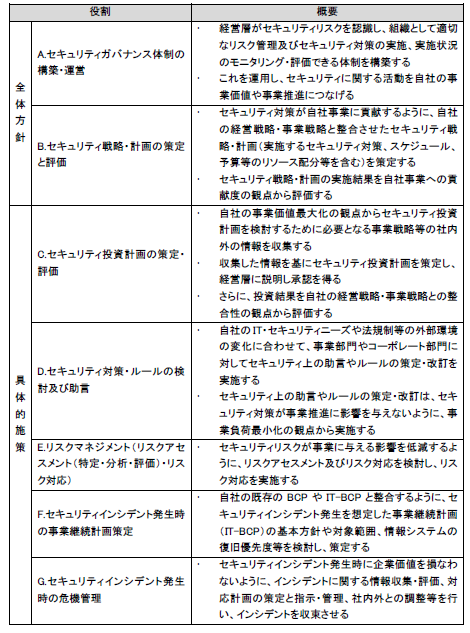 役割
概要
全体方針
A.セキュリティガバナンス体制の
構築・運営
・ 経営層がセキュリティリスクを認識し、組織として適切
なリスク管理及びセキュリティ対策の実施、実施状況
のモニタリング・評価できる体制を構築する
・ これを運用し、セキュリティに関する活動を自社の事
業価値や事業推進につなげる
B.セキュリティ戦略・計画の策定
と評価
・ セキュリティ対策が自社事業に貢献するように、自社
の経営戦略・事業戦略と整合させたセキュリティ戦
略・計画(実施するセキュリティ対策、スケジュール、
予算等のリソース配分等を含む)を策定する
・ セキュリティ戦略・計画の実施結果を自社事業への貢
献度の観点から評価する
具体的施策
C.セキュリティ投資計画の策定・
評価
・ 自社の事業価値最大化の観点からセキュリティ投資
計画を検討するために必要となる事業戦略等の社内
外の情報を収集する
・ 収集した情報を基にセキュリティ投資計画を策定し、
経営層に説明し承認を得る
・ さらに、投資結果を自社の経営戦略・事業戦略との整
合性の観点から評価する
D.セキュリティ対策・ルールの検
討及び助言
・ 自社のIT・セキュリティニーズや法規制等の外部環境
の変化に合わせて、事業部門やコーポレート部門に
対してセキュリティ上の助言やルールの策定・改訂を
実施する
・ セキュリティ上の助言やルールの策定・改訂は、セキ
ュリティ対策が事業推進に影響を与えないように、事
業負荷最小化の観点から実施する
E.リスクマネジメント(リスクアセ
スメント(特定・分析・評価)・リス
ク対応)
・ セキュリティリスクが事業に与える影響を低減するよ
うに、リスクアセスメント及びリスク対応を検討し、リス
ク対応を実施する
F.セキュリティインシデント発生時
の事業継続計画策定
・ 自社の既存の BCP や IT-BCP と整合するように、セ
キュリティインシデント発生を想定した事業継続計画
(IT-BCP)の基本方針や対象範囲、情報システムの
復旧優先度等を検討し、策定する
G.セキュリティインシデント発生
時の危機管理
・ セキュリティインシデント発生時に企業価値を損なわ
ないように、インシデントに関する情報収集・評価、対
応計画の策定と指示・管理、社内外との調整等を行
い、インシデントを収束させる